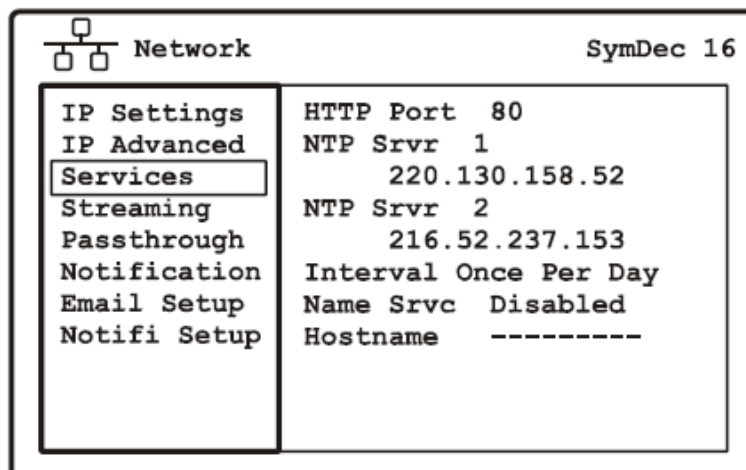 Network SymDec 16
IP Settings
IP Advanced
Services
Streaming
Passthrough
Notification
Email Setup
Notifi Setup
HTTP Port 80
NTP Srvr 1
220.130.158.52
NTP Srvr 2
216.52.237.153
Interval Once Per Day
Name Srvc Disabled
Hostname ---------